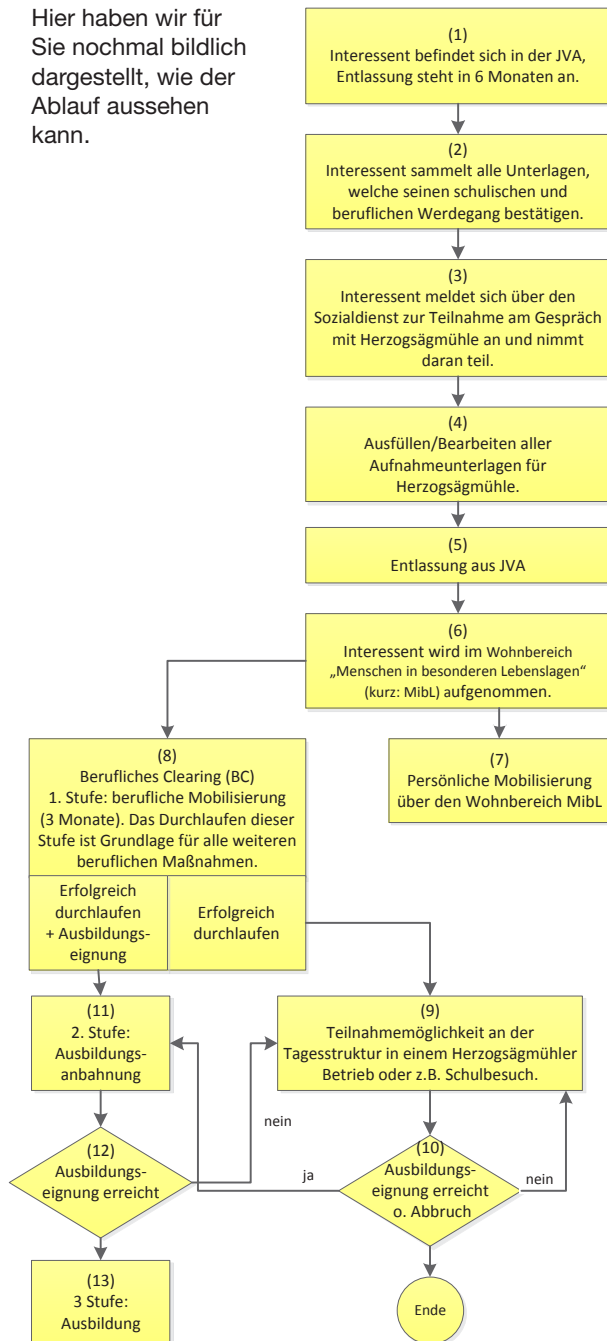 Hier haben wir für
Sie nochmal bildlich
dargestellt, wie der
Ablauf aussehen
kann.
(1)
Interessent befindet sich in der JVA,
Entlassung steht in 6 Monaten an.
(2)
Interessent sammelt alle Unterlagen,
welche seinen schulischen und
beruflichen Werdegang bestätigen.
(3)
Interessent meldet sich über den
Sozialdienst zur Teilnahme am Gespräch
mit Herzogsägmühle an und nimmt
daran teil.
(4)
Ausfüllen/Bearbeiten aller
Aufnahmeunterlagen für
Herzogsägmühle.
(5)
Entlassung aus JVA
(6)
Interessent wird im Wohnbereich
„Menschen in besonderen Lebenslagen“
(kurz: MibL) aufgenommen.
(7)
Persönliche Mobilisierung
über den Wohnbereich MibL
(8)
Berufliches Clearing (BC)
1. Stufe: berufliche Mobilisierung
(3 Monate). Das Durchlaufen dieser
Stufe ist Grundlage für alle weiteren
beruflichen Maßnahmen.
Erfolgreich
durchlaufen
+ Ausbildungs-
eignung
Erfolgreich
durchlaufen
(9)
Teilnahmemöglichkeit an der
Tagesstruktur in einem Herzogsägmühler
Betrieb oder z.B. Schulbesuch.
(10)
Ausbildungs-
eignung erreicht
o. Abbruch
nein
ja
Ende
(11)
2. Stufe:
Ausbildungs-
anbahnung
(12)
Ausbildungs-
eignung erreicht
nein
(13)
3 Stufe:
Ausbildung